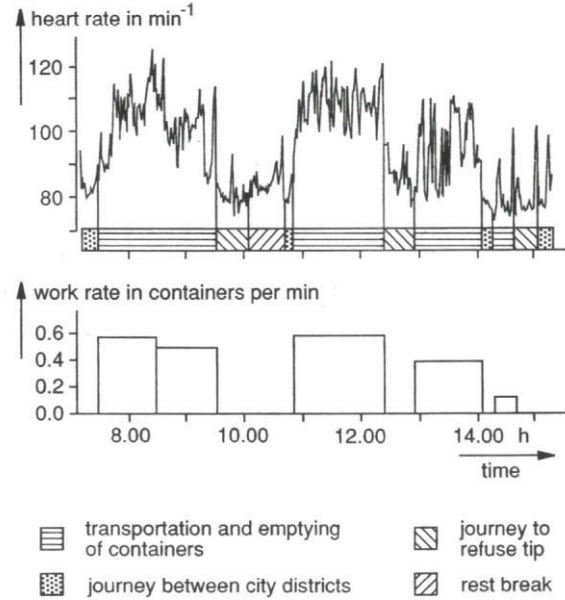 heart rate in min⁻¹
120
100
80
work rate in containers per min
0.6
0.4
0.2
0.0
8.00 10.00 12.00 14.00 h
time
transportation and emptying
of containers
journey to
refuse tip
journey between city districts
rest break